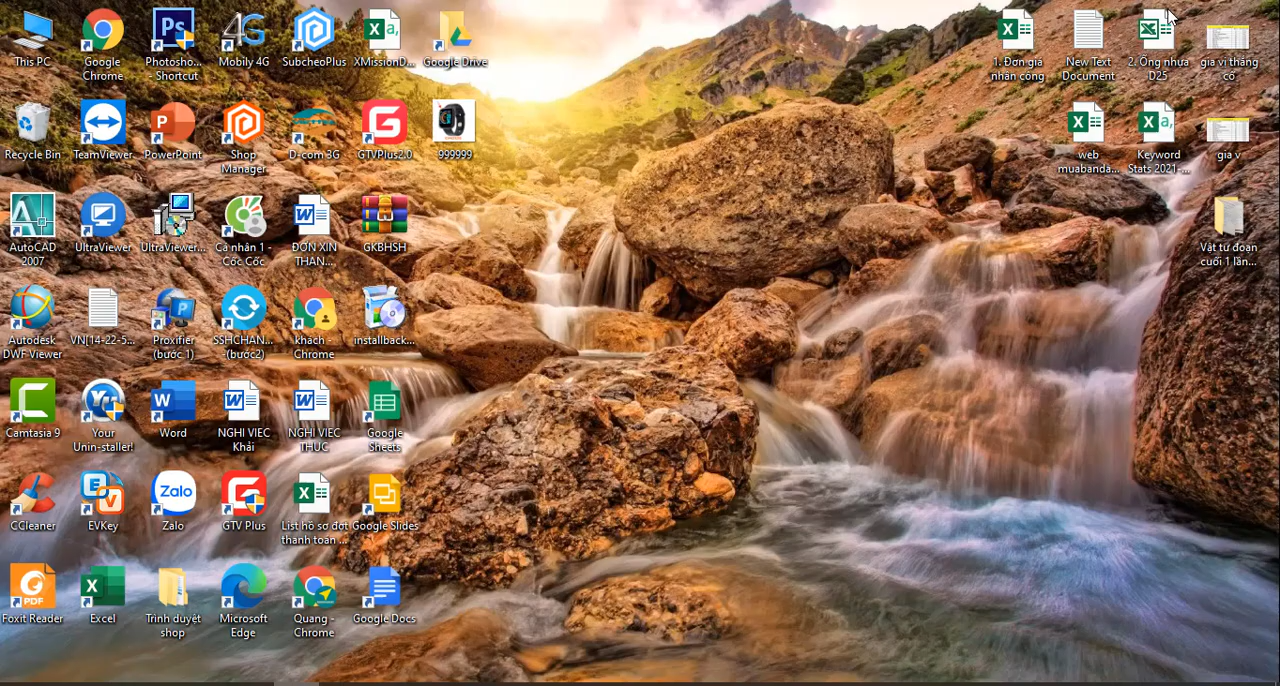 This PC
Google
Chrome
Photosho...
- Shortcut
Mobily 4G
SubcheoPlus
XMissionD...
Google Drive
1. Đơn giá
nhân công
New Text
Document
2. Ống nhựa
D25
gia vị tháng
cố
Recycle Bin
TeamViewer
PowerPoint
Shop
Manager
D-com 3G
GTVPlus2.0
999999
web
muabanda...
Keyword
Stats 2021-...
gia v
AutoCAD
2007
UltraViewer
UltraViewer...
Cá nhân 1 -
Cốc Cốc
ĐƠN XIN
THAN...
GKBHSH
Vật tư đoạn
cuối 1 lần...
Autodesk
DWF Viewer
VN[14-22-5...
Proxifier
(bước 1)
SSHCHAN...
(bước2)
khach -
Chrome
installback...
Camtasia 9
Your
Unin-staller!
Word
NGHI VIEC
Khải
NGHI VIEC
THUC
Google
Sheets
CCleaner
EVKey
Zalo
Zalo
GTV Plus
List hồ sơ đợt
thanh toán ...
Google Slides
Foxit Reader
Excel
Trình duyệt
shop
Microsoft
Edge
Quang -
Chrome
Google Docs